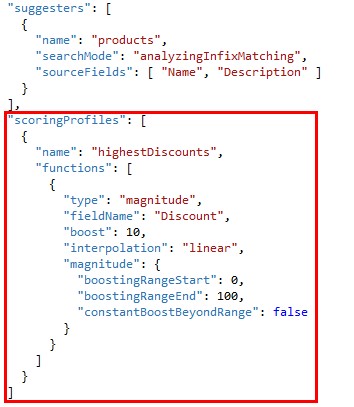 "suggesters": [
{
"name": "products",
"searchMode": "analyzingInfixMatching",
"sourceFields": [ "Name", "Description" ]
}
],
"scoringProfiles": [
{
"name": "highestDiscounts",
"functions": [
{
"type": "magnitude",
"fieldName": "Discount",
"boost": 10,
"interpolation": "linear",
"magnitude": {
"boostingRangeStart": 0,
"boostingRangeEnd": 100,
"constantBoostBeyondRange": false
}
}
]
}
]